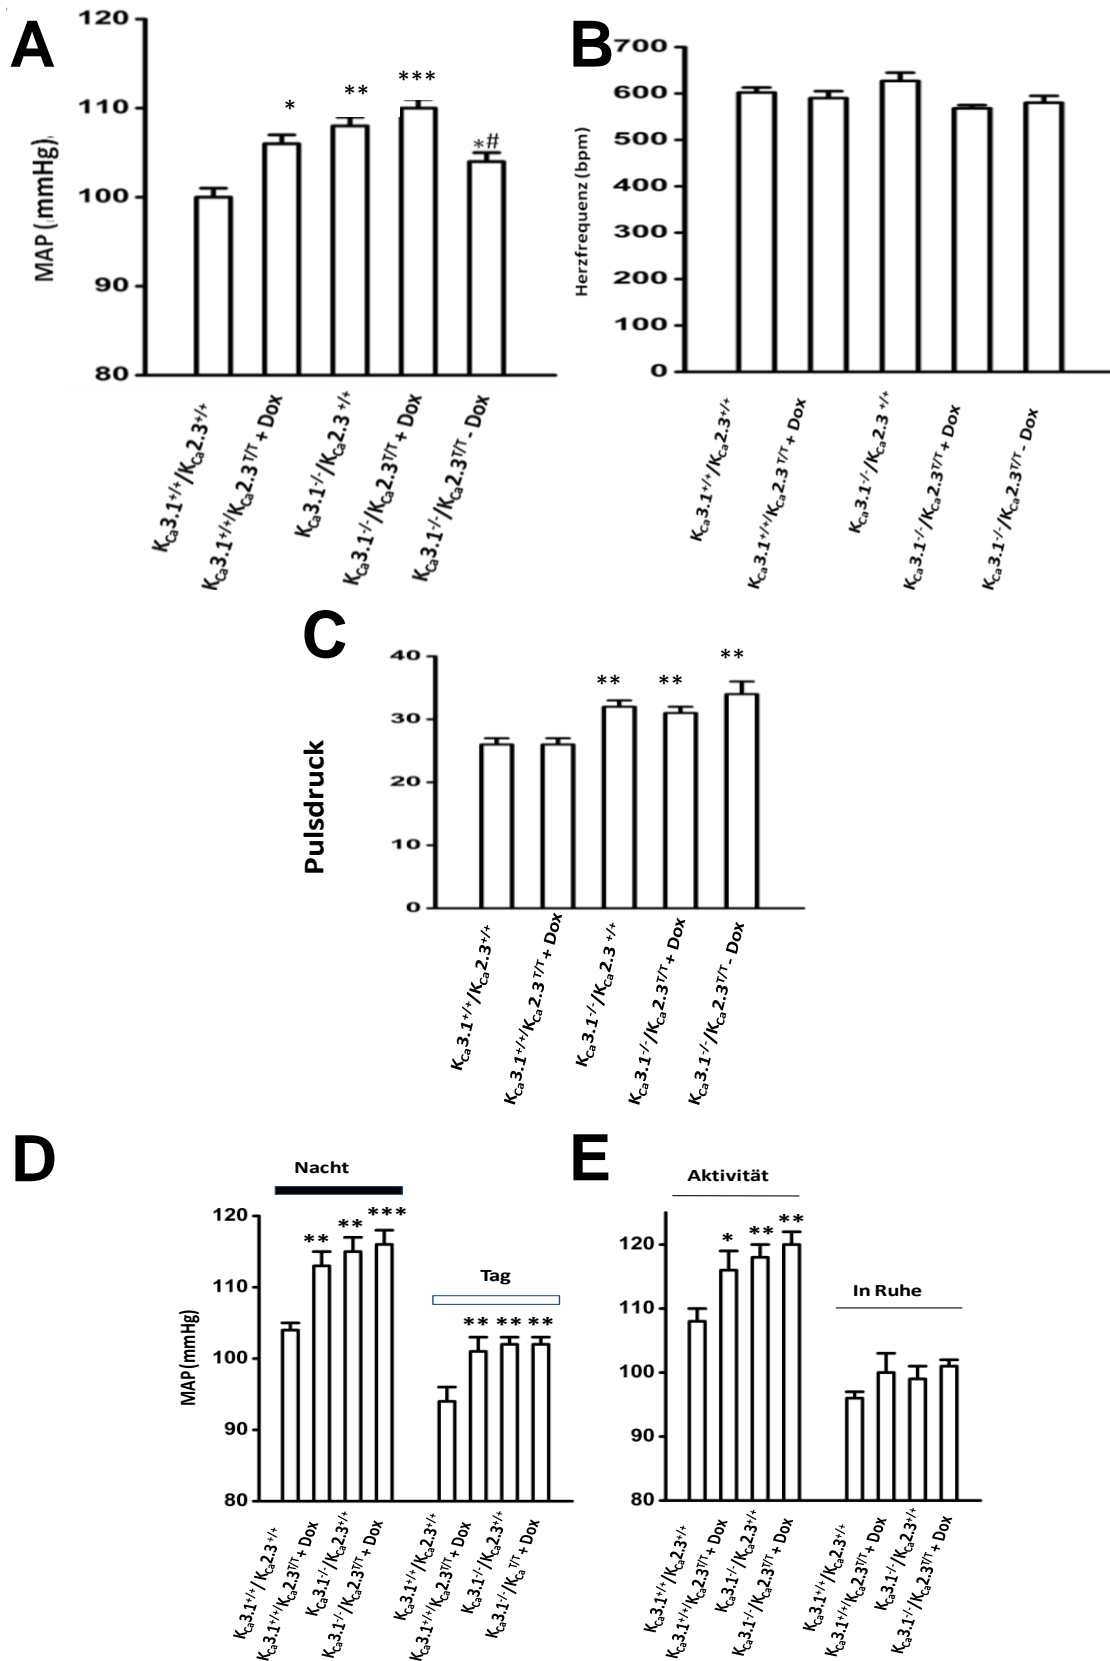 A
120
110
100
90
80
MAP (mmHg)
*
**
***
*#
KCa3.1+/+/KCa2.3+/+
KCa3.1+/+/KCa2.3T/T + Dox
KCa3.1-/-/KCa2.3 +/+
KCa3.1-/-/KCa2.3T/T + Dox
KCa3.1-/-/KCa2.3T/T - Dox
B
700
600
500
400
300
200
100
0
Herzfrequenz (bpm)
KCa3.1+/+/KCa2.3+/+
KCa3.1+/+/KCa2.3 T/T + Dox
KCa3.1-/-/KCa2.3 +/+
KCa3.1-/-/KCa2.3T/T + Dox
KCa3.1-/-/KCa2.3T/T - Dox
C
40
30
20
10
0
Pulsdruck
**
**
**
KCa3.1+/+/KCa2.3+/+
KCa3.1+/+/KCa2.3 T/T + Dox
KCa3.1-/-/KCa2.3 +/+
KCa3.1-/-/KCa2.3T/T + Dox
KCa3.1-/-/KCa2.3T/T - Dox
D
Nacht
120
110
100
90
80
MAP (mmHg)
**
**
***
Tag
**
**
**
KCa3.1+/+/KCa2.3+/+
KCa3.1+/+/KCa2.3T/T + Dox
KCa3.1-/-/KCa2.3+/+
KCa3.1-/-/KCa2.3T/T + Dox
KCa3.1+/+/KCa2.3+/+
KCa3.1+/+/KCa2.3T/T + Dox
KCa3.1-/-/KCa2.3+/+
KCa3.1-/-/KCa T/T + Dox
E
Aktivität
120
110
100
90
80
*
**
**
In Ruhe
KCa3.1+/+/KCa2.3+/+
KCa3.1+/+/KCa2.3T/T + Dox
KCa3.1-/-/KCa2.3+/+
KCa3.1-/-/KCa2.3T/T + Dox
KCa3.1+/+/KCa2.3+/+
KCa3.1+/+/KCa2.3T/T + Dox
KCa3.1-/-/KCa2.3+/+
KCa3.1-/-/KCa2.3T/T + Dox